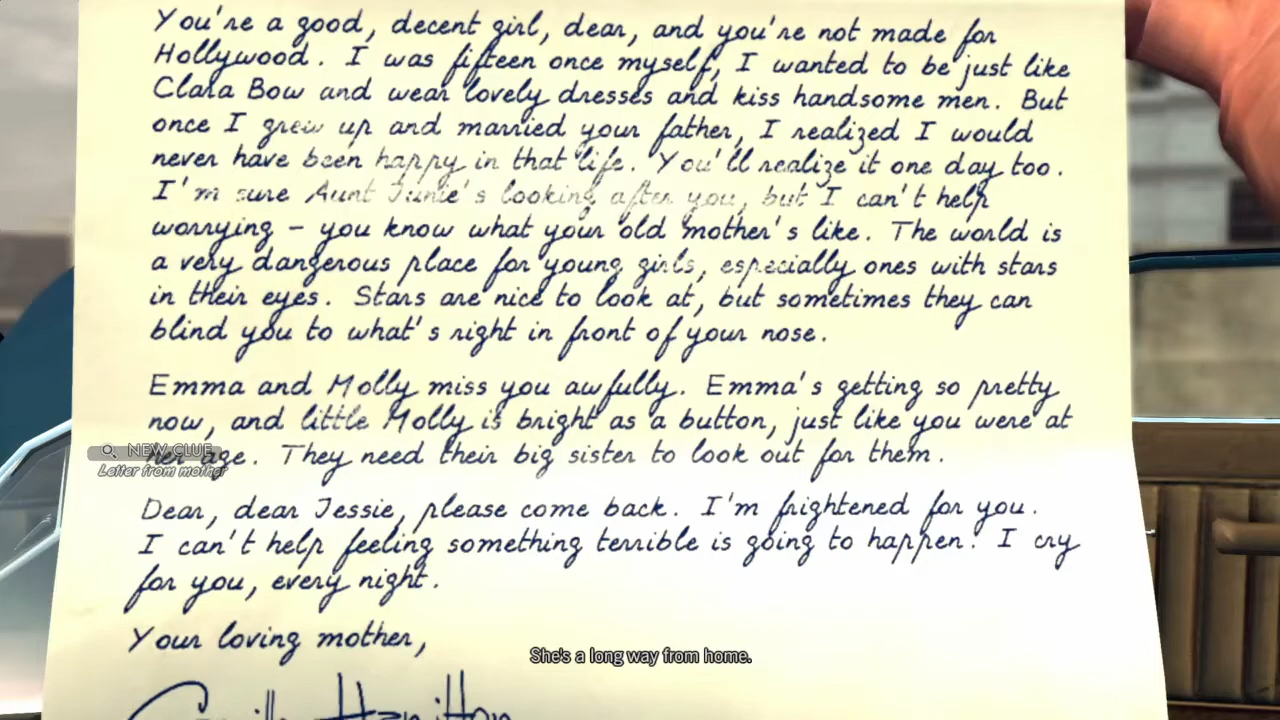 You're a good, decent girl, dear, and you're not made for
Hollywood. I was fifteen once myself, I wanted to be just like
Clara Bow and wear lovely dresses and kiss handsome men. But
once I grew up and married your father, I realized I would
never have been happy in that life. You'll realize it one day too.
I'm sure Aunt Junie's looking after you, but I can't help
worrying – you know what your old mother's like. The world is
a very dangerous place for young girls, especially ones with stars
in their eyes. Stars are nice to look at, but sometimes they can
blind you to what's right in front of your nose.
Emma and Molly miss you awfully. Emma's getting so pretty
now, and little Molly is bright as a button, just like you were at
her age. They need their big sister to look out for them.
NEW CLUE
Letter from mother
Dear, dear Jessie, please come back. I'm frightened for you.
I can't help feeling something terrible is going to happen. I cry
for you, every night.
Your loving mother,
She's a long way from home.
Hamilton